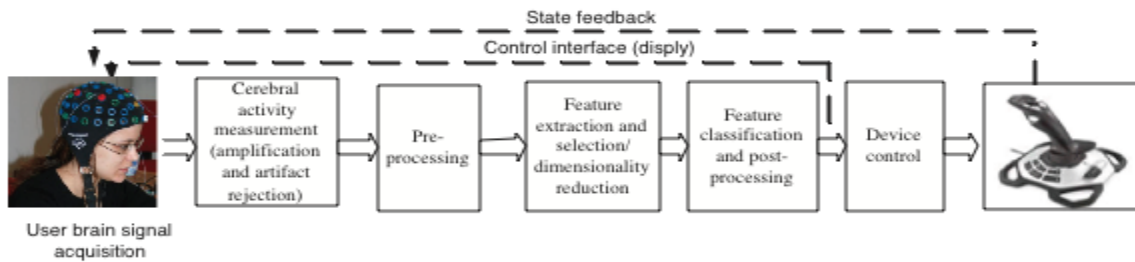 State feedback
Control interface (disply)
Cerebral
activity
measurement
(amplification
and artifact
rejection)
Pre-
processing
Feature
extraction and
selection/
dimensionality
reduction
Feature
classification
and post-
processing
Device
control
User brain signal
acquisition